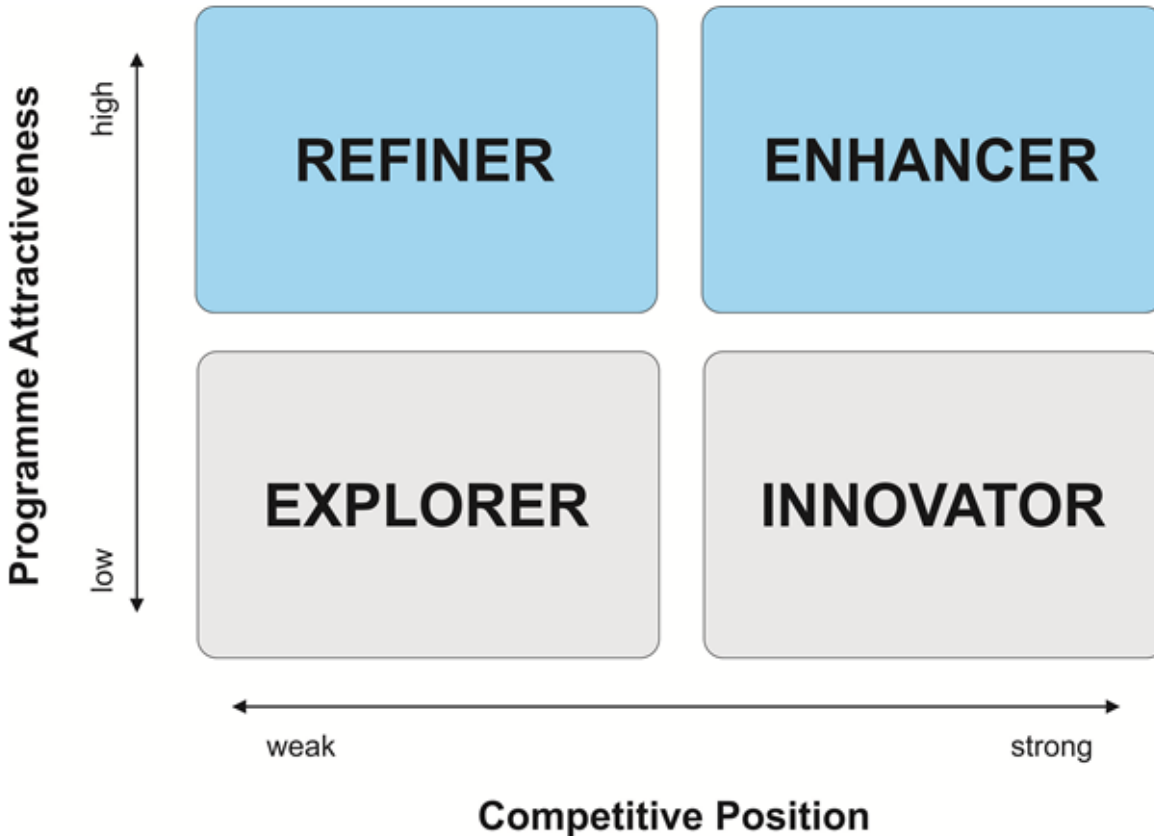 Programme Attractiveness
high
low
REFINER
ENHANCER
EXPLORER
INNOVATOR
weak
strong
Competitive Position